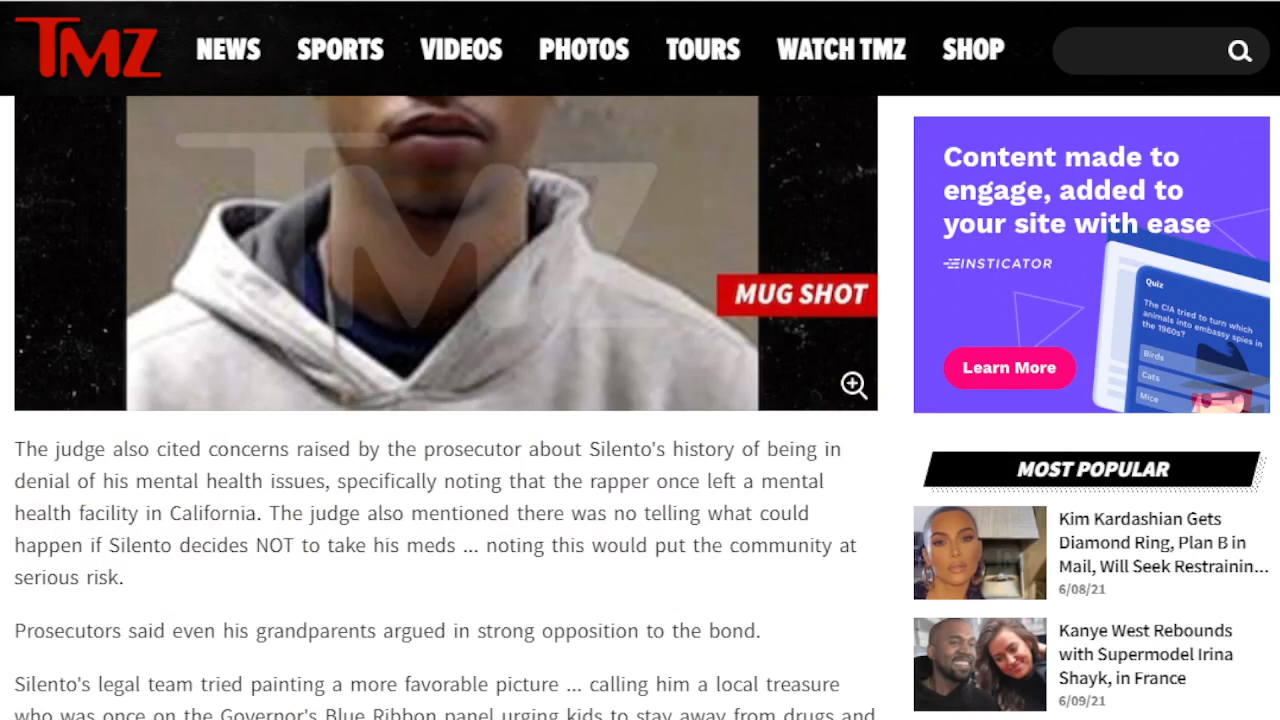 TMZ
NEWS SPORTS VIDEOS PHOTOS TOURS WATCH TMZ SHOP
TMZ
MUG SHOT
The judge also cited concerns raised by the prosecutor about Silento's history of being in
denial of his mental health issues, specifically noting that the rapper once left a mental
health facility in California. The judge also mentioned there was no telling what could
happen if Silento decides NOT to take his meds ... noting this would put the community at
serious risk.
Prosecutors said even his grandparents argued in strong opposition to the bond.
Silento's legal team tried painting a more favorable picture ... calling him a local treasure
who was once on the Governor's Blue Ribbon panel urging kids to stay away from drugs and
Content made to
engage, added to
your site with ease
INSTICATOR
Quiz
The CIA tried to turn which
animals into embassy spies in
the 1960s?
Birds
Cats
Mice
Learn More
MOST POPULAR
Kim Kardashian Gets
Diamond Ring, Plan B in
Mail, Will Seek Restrainin...
6/08/21
Kanye West Rebounds
with Supermodel Irina
Shayk, in France
6/09/21